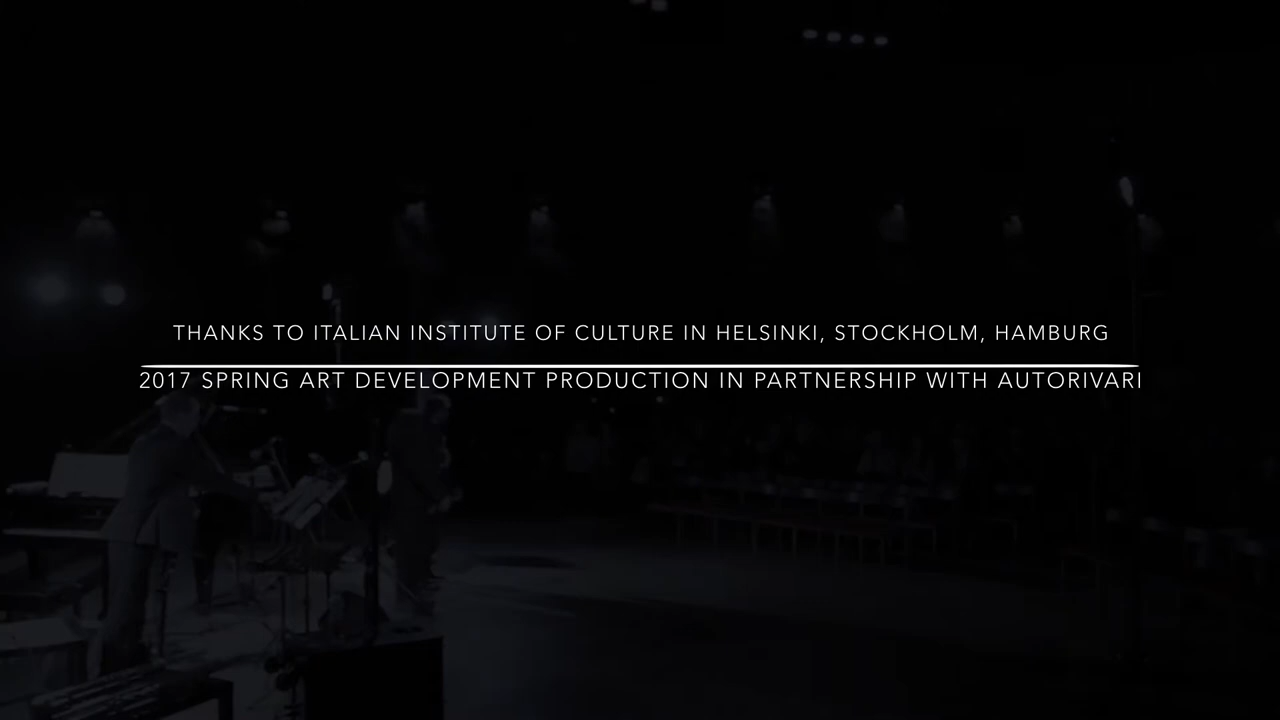 THANKS TO ITALIAN INSTITUTE OF CULTURE IN HELSINKI, STOCKHOLM, HAMBURG
2017 SPRING ART DEVELOPMENT PRODUCTION IN PARTNERSHIP WITH AUTORIVARI